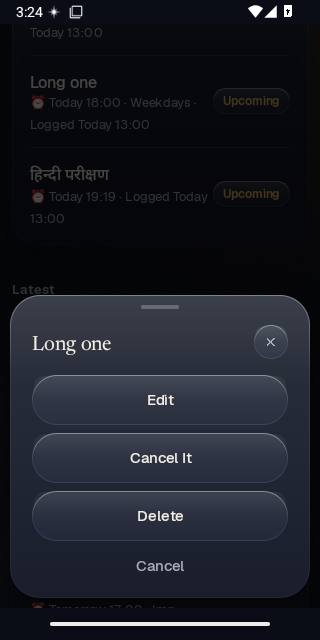 3:24
Today 13:00
Long one
⏰ Today 18:00 · Weekdays ·
Logged Today 13:00
Upcoming
हिन्दी परीक्षण
⏰ Today 19:19 · Logged Today
13:00
Upcoming
Latest
Long one
Edit
Cancel It
Delete
Cancel